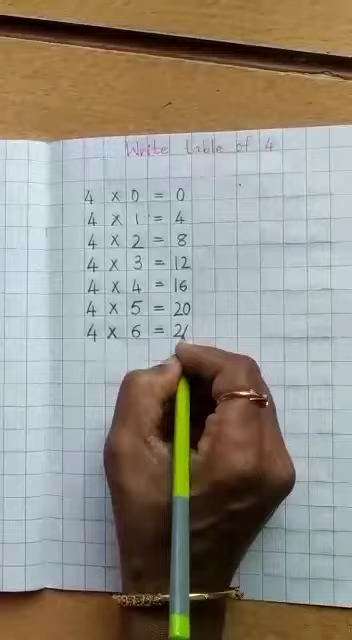 Write table of 4
4 x 0 = 0
4 x 1 = 4
4 x 2 = 8
4 x 3 = 12
4 x 4 = 16
4 x 5 = 20
4 x 6 = 2